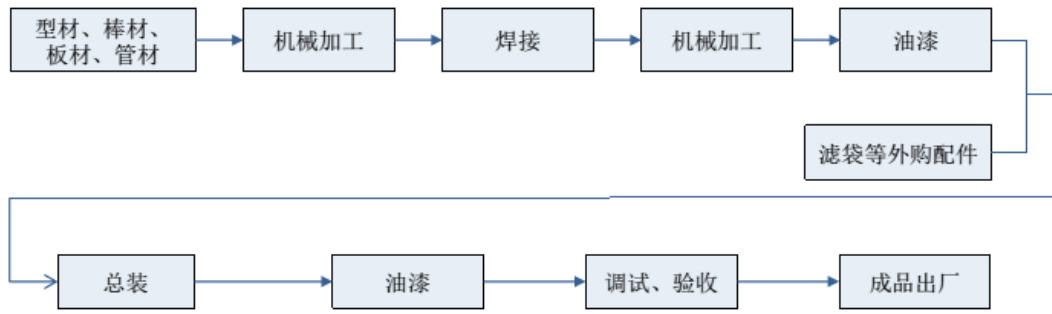 型材、棒材、
板材、管材
机械加工
焊接
机械加工
油漆
滤袋等外购配件
总装
油漆
调试、验收
成品出厂